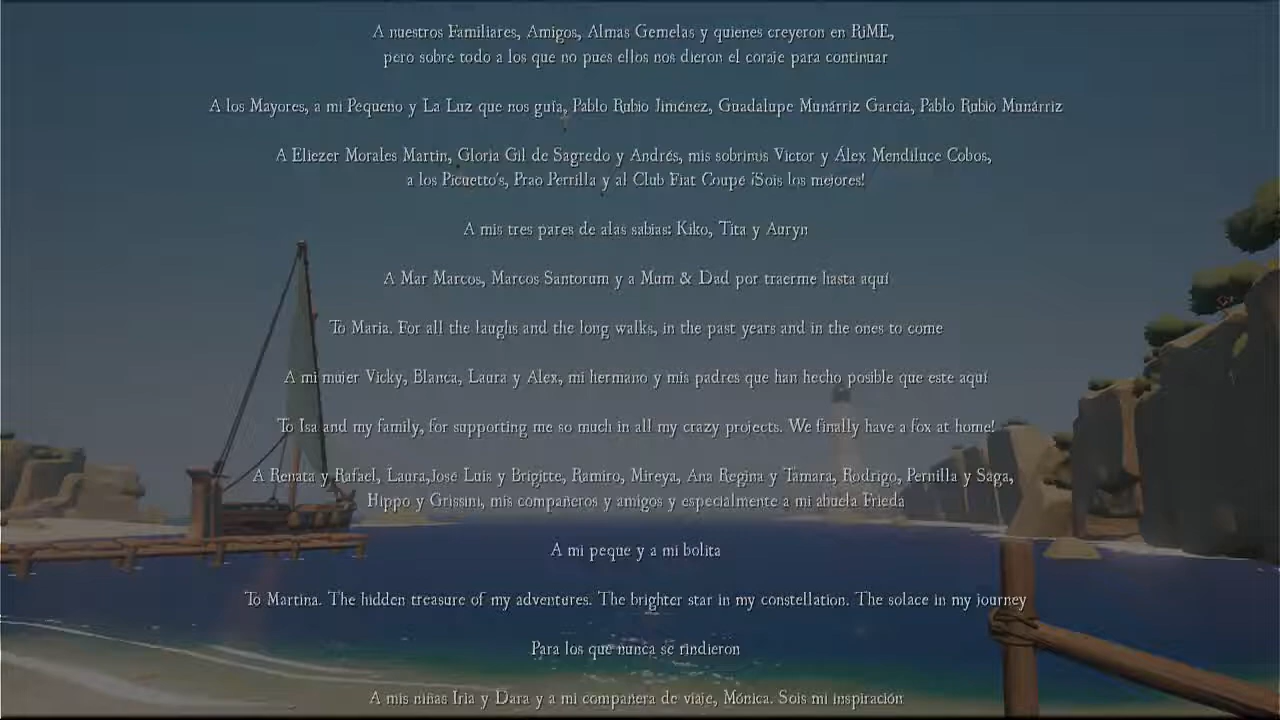 A nuestros Familiares, Amigos, Almas Gemelas y quienes creyeron en RiME,
pero sobre todo a los que no pues ellos nos dieron el coraje para continuar
A los Mayores, a mi Pequeño y La Luz que nos guía, Pablo Rubio Jiménez, Guadalupe Munárriz García, Pablo Rubio Munárriz
A Eliezer Morales Martin, Gloria Gil de Sagredo y Andrés, mis sobrinus Victor y Álex Mendiluce Cobos,
a los Picuetto's, Prao Perrilla y al Club Fiat Coupé ¡Sois los mejores!
A mis tres pares de alas sabias: Kiko, Tita y Auryn
A Mar Marcos, Marcos Santorum y a Mum & Dad por traerme hasta aquí
To Maria. For all the laughs and the long walks, in the past years and in the ones to come
A mi mujer Vicky, Blanca, Laura y Alex, mi hermano y mis padres que han hecho posible que este aquí
To Isa and my family, for supporting me so much in all my crazy projects. We finally have a fox at home!
A Renata y Rafael, Laura,José Luis y Brigitte, Ramiro, Mireya, Ana Regina y Tamara, Rodrigo, Pernilla y Saga,
Hippo y Grissini, mis compañeros y amigos y especialmente a mi abuela Frieda
A mi peque y a mi bolita
To Martina. The hidden treasure of my adventures. The brighter star in my constellation. The solace in my journey
Para los que nunca se rindieron
A mis niñas Iria y Dara y a mi compañera de viaje, Mónica. Sois mi inspiración